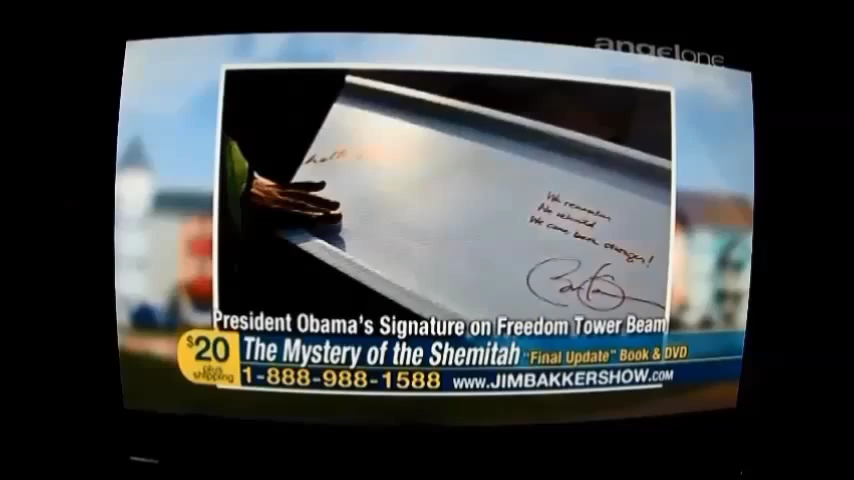 angelone
We remember
We rebuild
We come back stronger!
President Obama's Signature on Freedom Tower Beam
$20 plus shipping
The Mystery of the Shemitah "Final Update" Book & DVD
1-888-988-1588 www.JIMBAKKERSHOW.COM